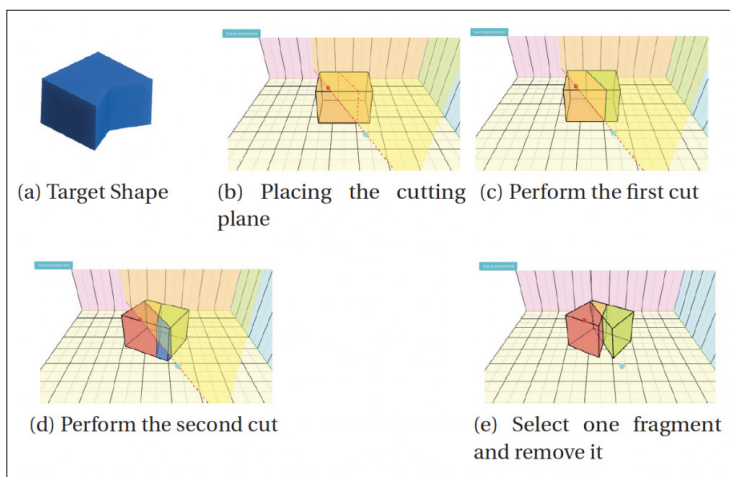 (a) Target Shape
(b) Placing the cutting
plane
(c) Perform the first cut
(d) Perform the second cut
(e) Select one fragment
and remove it